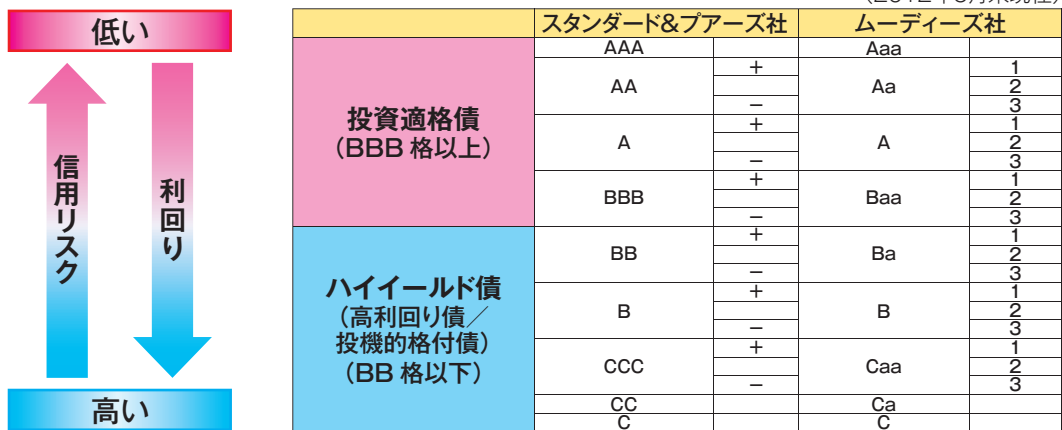 低い
信用リスク
利回り
高い
スタンダード&プアーズ社 ムーディーズ社
投資適格債
(BBB 格以上)
AAA Aaa
AA + − Aa 1 2 3
A + − A 1 2 3
BBB + − Baa 1 2 3
ハイイールド債
(高利回り債/
投機的格付債)
(BB 格以下)
BB + − Ba 1 2 3
B + − B 1 2 3
CCC + − Caa 1 2 3
CC Ca
C C